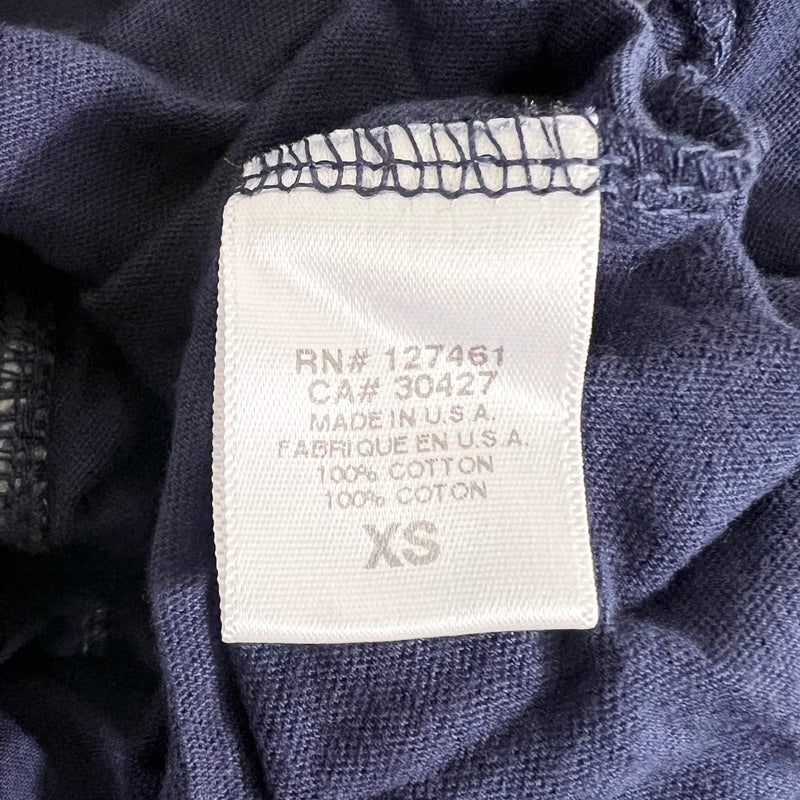 RN# 127461
CA# 30427
MADE IN U.S.A.
FABRIQUE EN U.S.A.
100% COTTON
100% COTON
XS